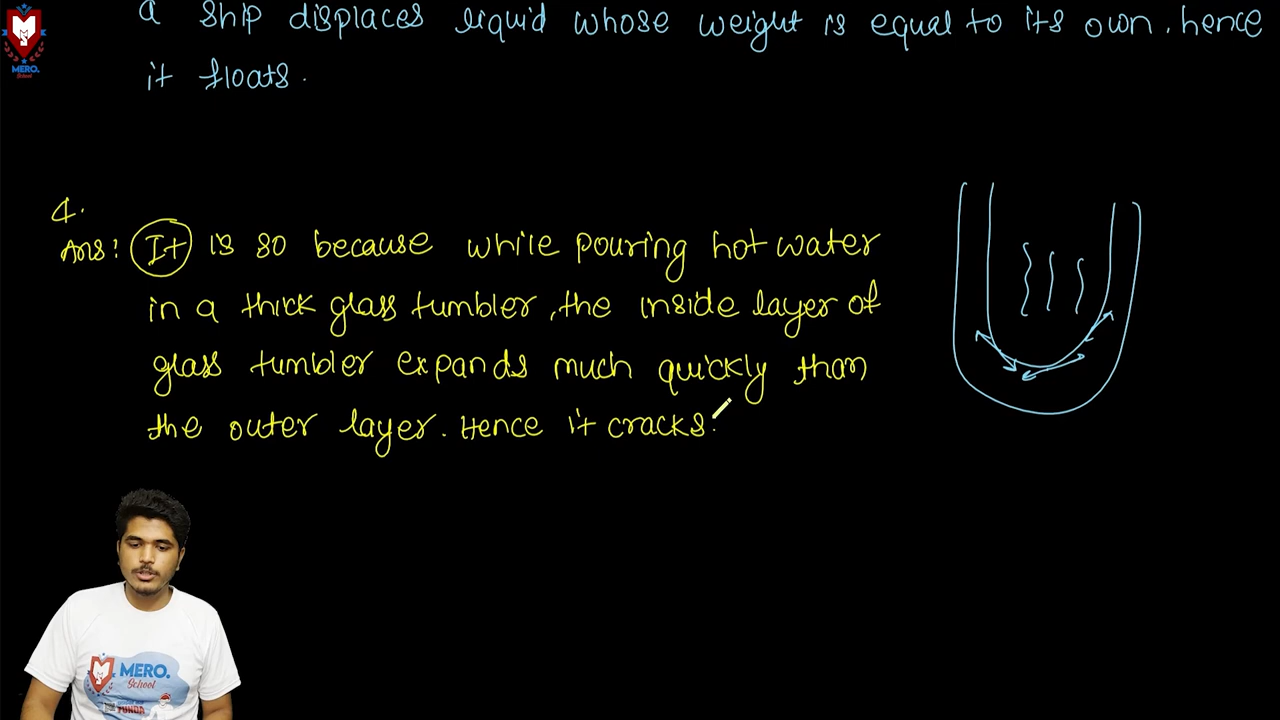 a ship displaces liquid whose weight is equal to its own. hence
it floats.
MERO.
School
4.
Ans: It is so because while pouring hot water
in a thick glass tumbler, the inside layer of
glass tumbler expands much quickly than
the outer layer. Hence it cracks.
MERO.
School